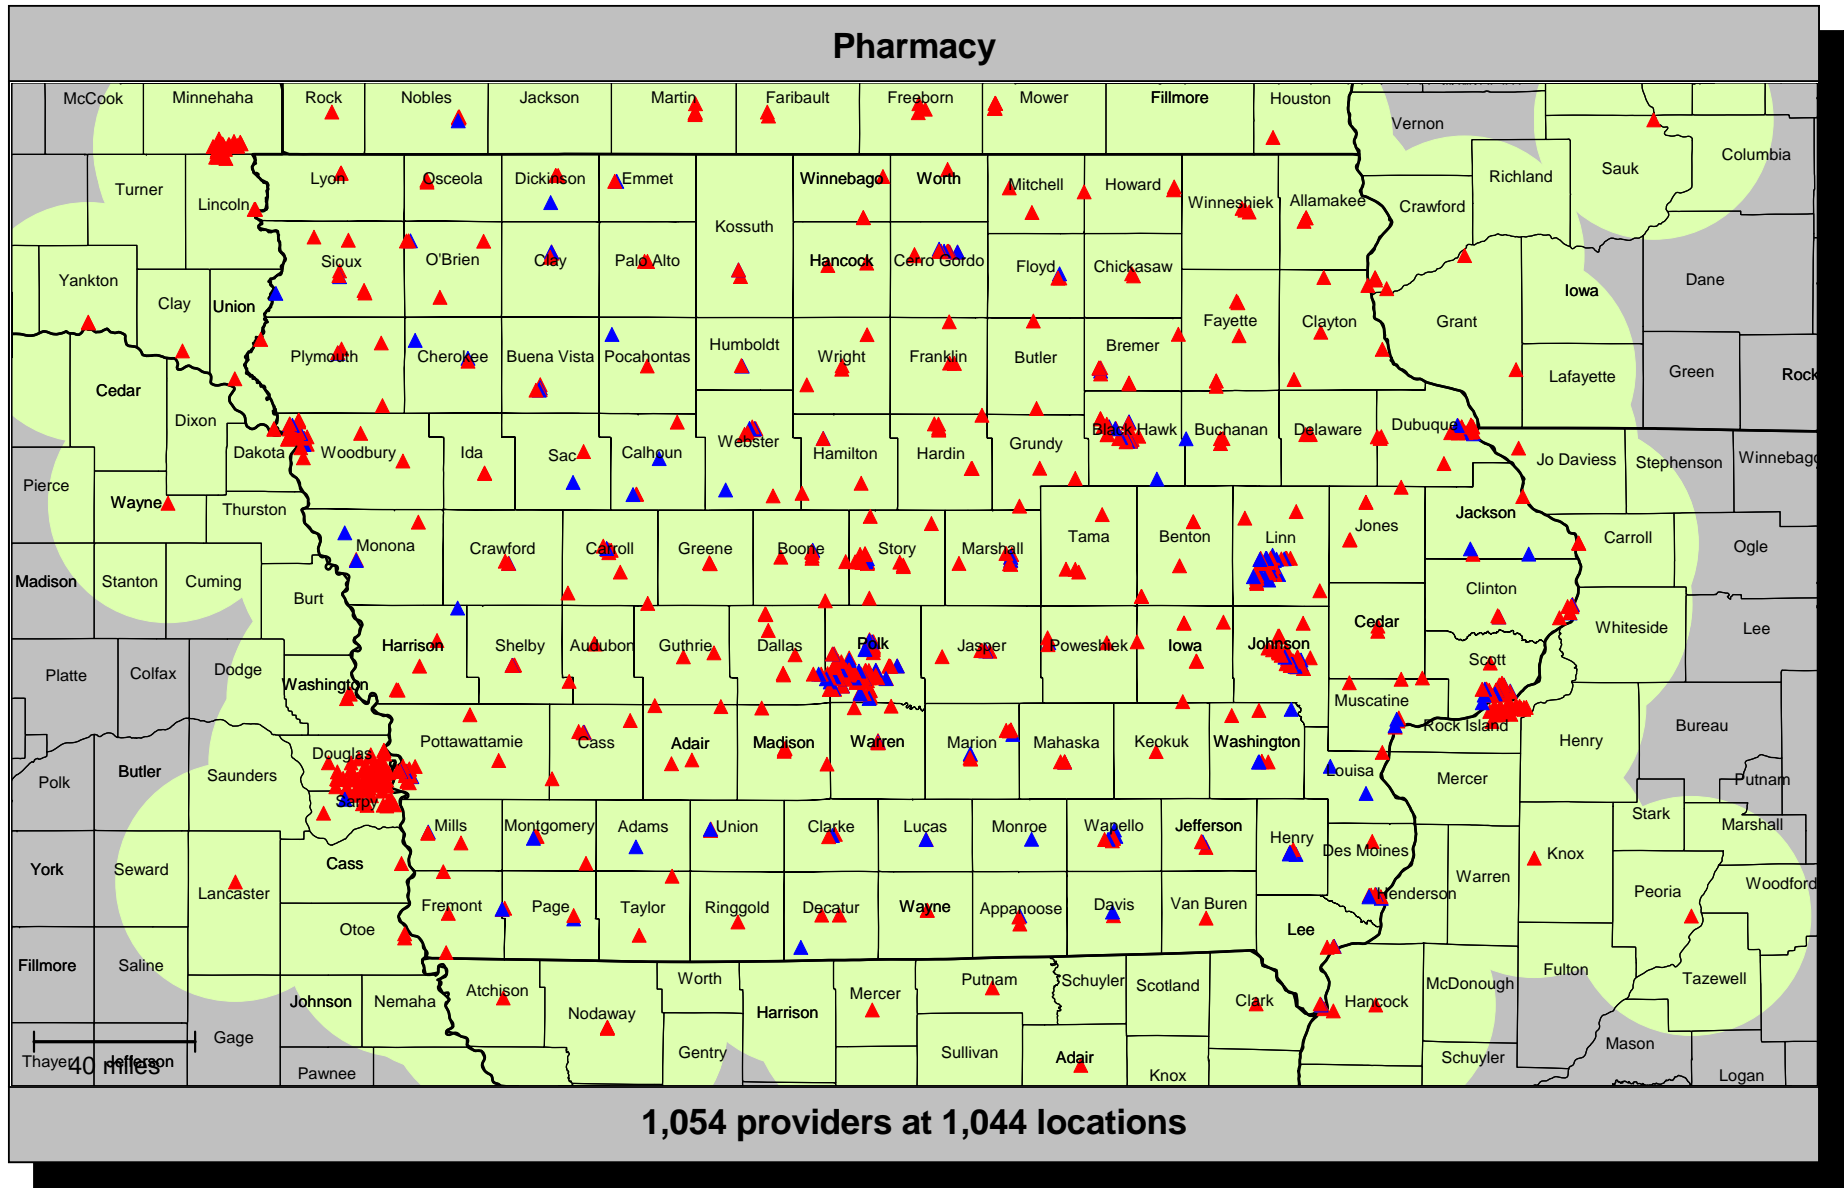 Pharmacy
McCook Minnehaha Rock Nobles Jackson Martin Faribault Freeborn Mower Fillmore Houston
Vernon
Columbia
Sauk
Richland
Turner Lyon Osceola Dickinson Emmet Winnebago Worth Mitchell Howard
Lincoln Winneshiek Allamakee Crawford
Kossuth
Yankton Sioux O'Brien Clay Palo Alto Hancock Cerro Gordo Floyd Chickasaw Dane
Clay Union Iowa
Fayette Clayton Grant
Plymouth Cherokee Buena Vista Pocahontas Humboldt Wright Franklin Butler Bremer
Cedar Lafayette Green Rock
Dixon
Dakota Woodbury Ida Sac Calhoun Webster Hamilton Hardin Grundy Black Hawk Buchanan Delaware Dubuque
Jo Daviess Stephenson Winnebago
Pierce
Wayne Thurston Jackson
Monona Crawford Carroll Greene Boone Story Marshall Tama Benton Linn Jones Carroll Ogle
Madison Stanton Cuming
Burt Clinton
Cedar Whiteside Lee
Harrison Shelby Audubon Guthrie Dallas Polk Jasper Poweshiek Iowa Johnson
Platte Colfax Dodge Scott
Washington
Muscatine
Rock Island Bureau
Pottawattamie Cass Adair Madison Warren Marion Mahaska Keokuk Washington Henry
Douglas
Polk Butler Saunders Louisa Mercer Putnam
Sarpy
Mills Montgomery Adams Union Clarke Lucas Monroe Wapello Jefferson Henry Stark Marshall
Des Moines Knox
York Seward Cass
Lancaster Warren Peoria Woodford
Henderson
Fremont Page Taylor Ringgold Decatur Wayne Appanoose Davis Van Buren
Otoe Lee
Fillmore Saline Fulton
Johnson Nemaha Atchison Worth Putnam Schuyler Scotland McDonough Tazewell
Nodaway Harrison Mercer Clark Hancock
Gage
Gentry Sullivan Adair Schuyler Mason
Thayer Jefferson
40 miles
Pawnee Knox Logan
1,054 providers at 1,044 locations